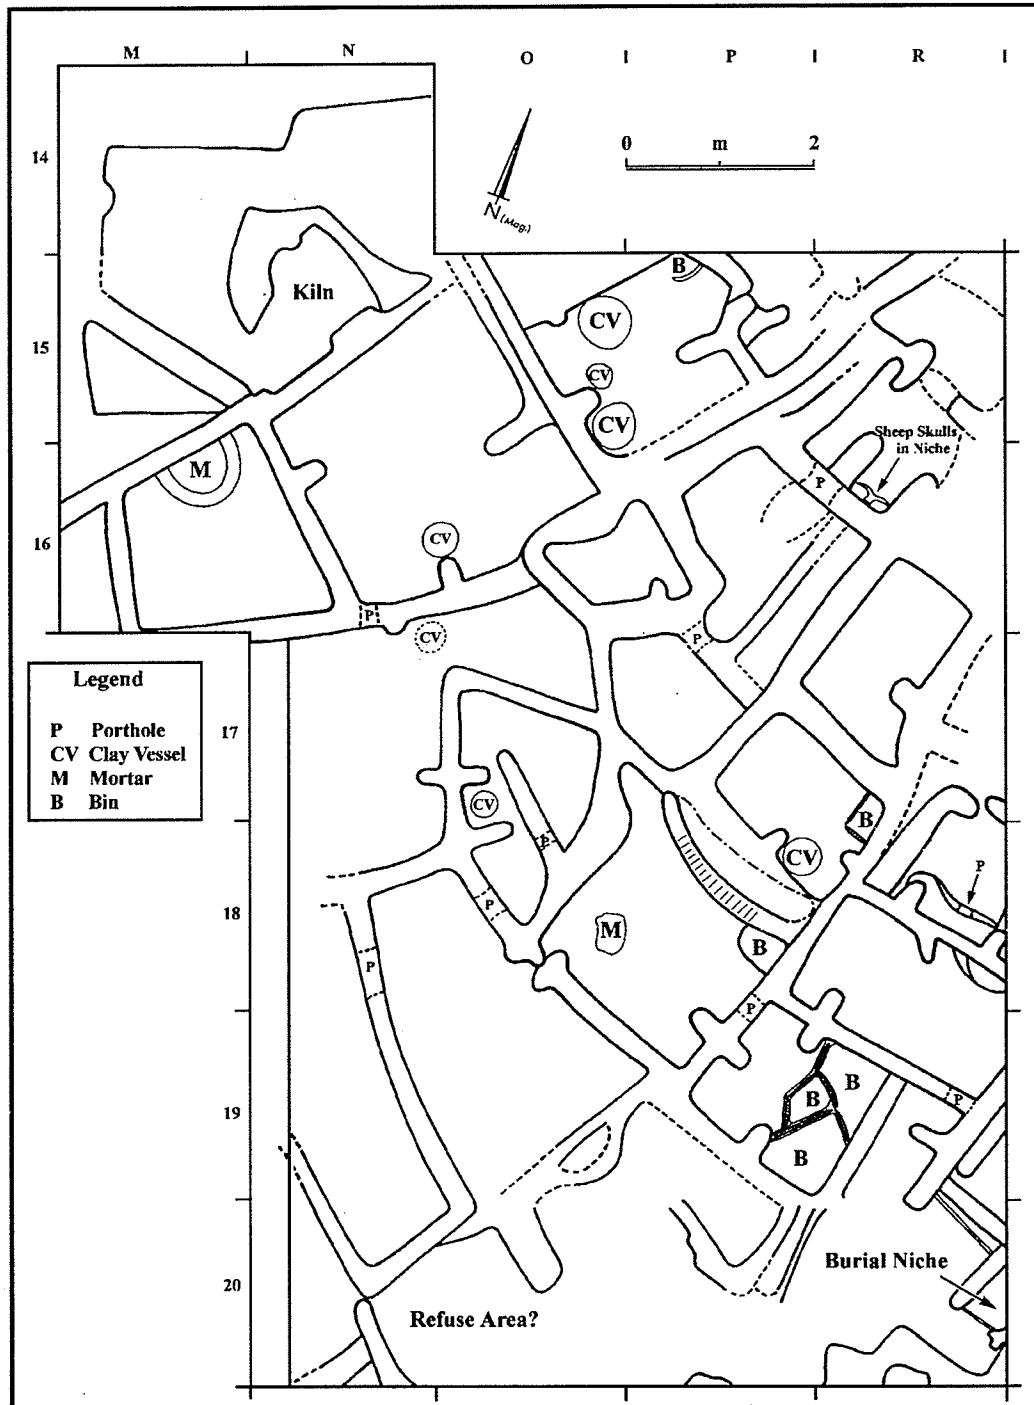 M N O P R
14
0 m 2
N (Mag.)
B
Kiln
CV
15
CV
CV
Sheep Skulls
in Niche
M
P
CV
16
P
CV
P
Legend
P Porthole
CV Clay Vessel
M Mortar
B Bin
17
CV
B
P
CV
P
18
P
M
B
P
P
B
19
B
P
B
Burial Niche
20
Refuse Area?